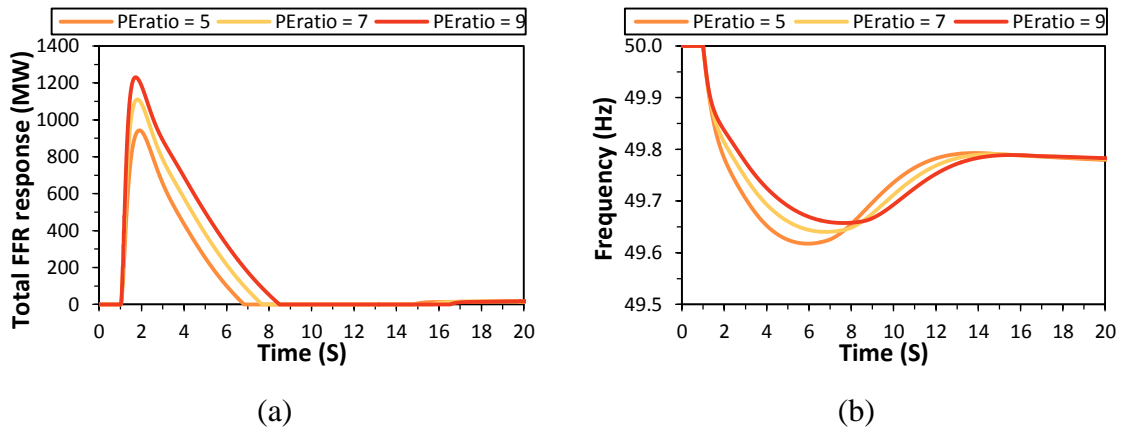 PEratio = 5 PEratio = 7 PEratio = 9
Total FFR response (MW)
1400
1200
1000
800
600
400
200
0
0 2 4 6 8 10 12 14 16 18 20
Time (S)
(a)
PEratio = 5 PEratio = 7 PEratio = 9
Frequency (Hz)
50.0
49.9
49.8
49.7
49.6
49.5
0 2 4 6 8 10 12 14 16 18 20
Time (S)
(b)